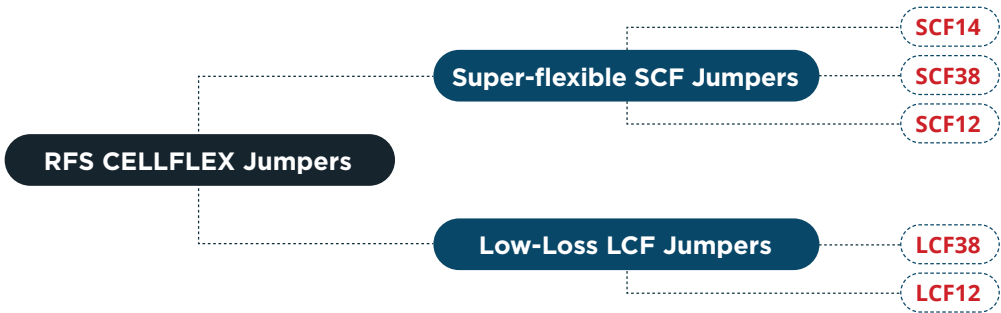 RFS CELLFLEX Jumpers
Super-flexible SCF Jumpers
SCF14
SCF38
SCF12
Low-Loss LCF Jumpers
LCF38
LCF12